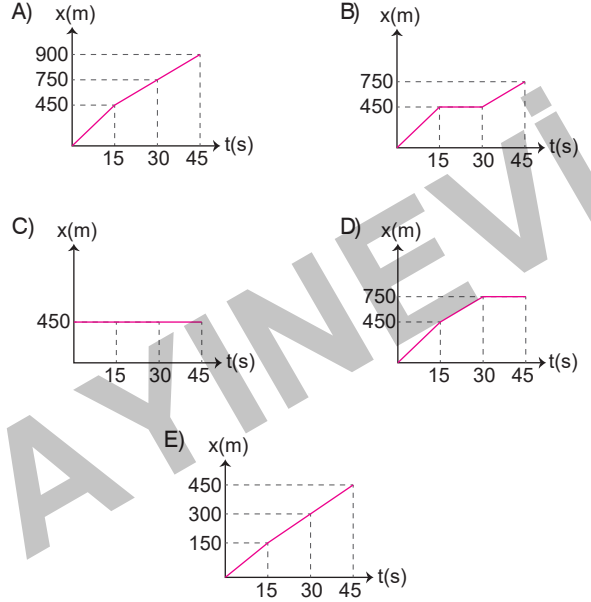 A)
x(m)
900
750
450
15 30 45
t(s)
B)
x(m)
750
450
15 30 45
t(s)
C)
x(m)
450
15 30 45
t(s)
D)
x(m)
750
450
15 30 45
t(s)
E)
x(m)
450
300
150
15 30 45
t(s)
AYINEVİ